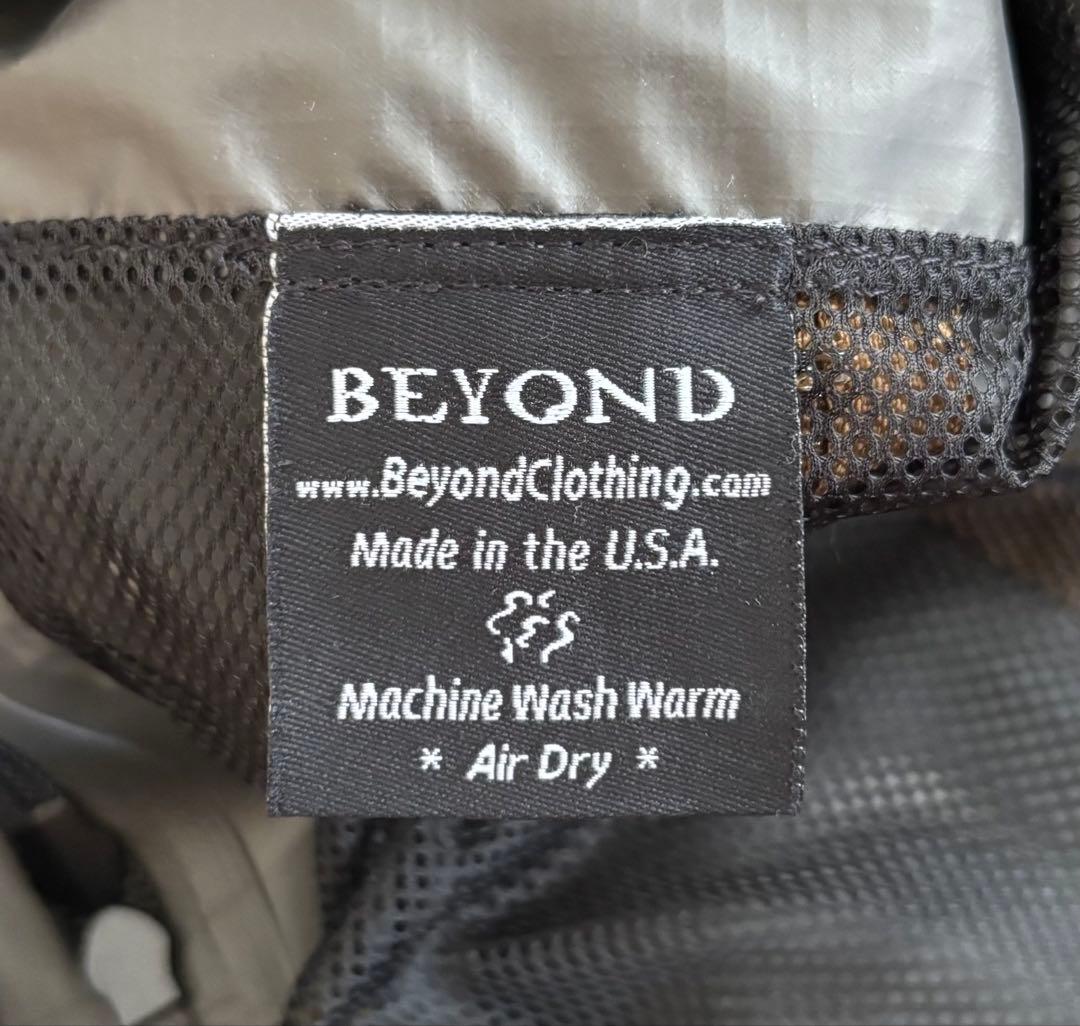 BEYOND
www.BeyondClothing.com
Made in the U.S.A.
Machine Wash Warm
* Air Dry *